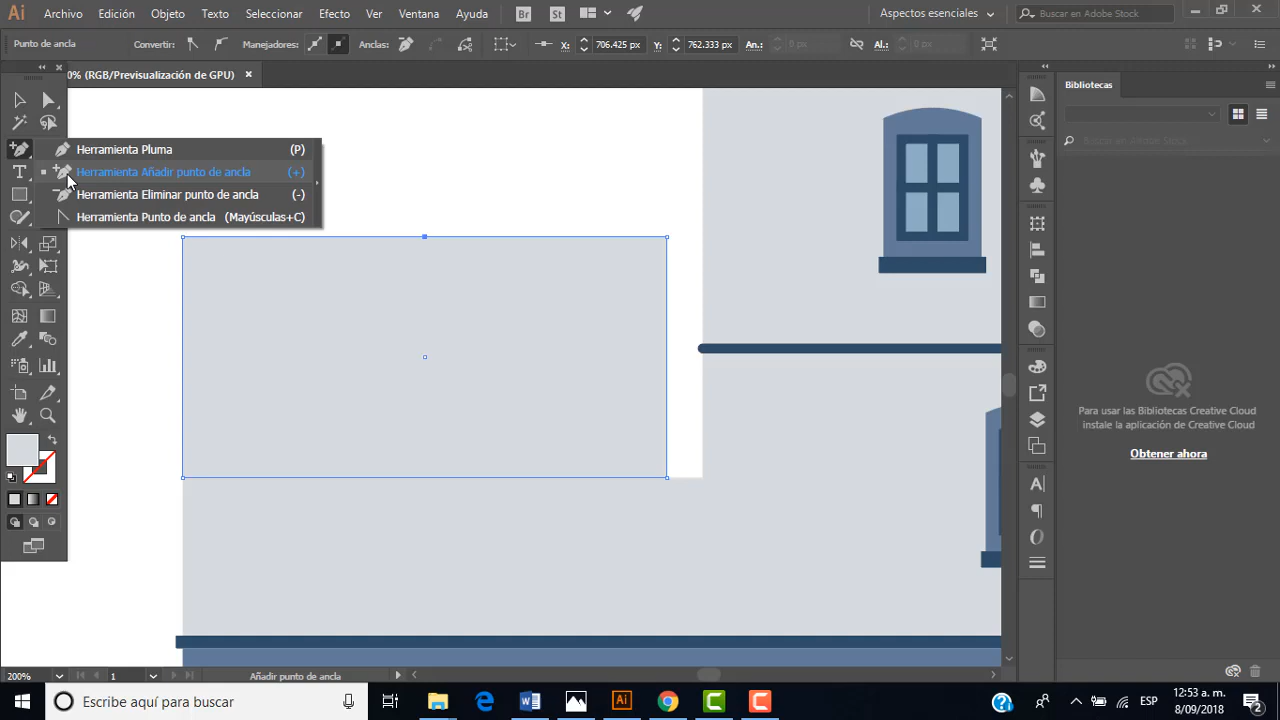 Ai Archivo Edición Objeto Texto Seleccionar Efecto Ver Ventana Ayuda Br St Aspectos esenciales Buscar en Adobe Stock
Punto de ancla Convertir: Manejadores: Anclas: X: 706.425 px Y: 762.333 px An.: 9 px Al.: 0 px
0% (RGB/Previsualización de GPU) ×
Bibliotecas
Buscar en Adobe Stock
Herramienta Pluma (P)
Herramienta Añadir punto de ancla (+)
Herramienta Eliminar punto de ancla (-)
Herramienta Punto de ancla (Mayúsculas+C)
Para usar las Bibliotecas Creative Cloud
instale la aplicación de Creative Cloud
Obtener ahora
200% 1 Añadir punto de ancla
Escribe aquí para buscar
ESP
12:53 a. m.
8/09/2018
2